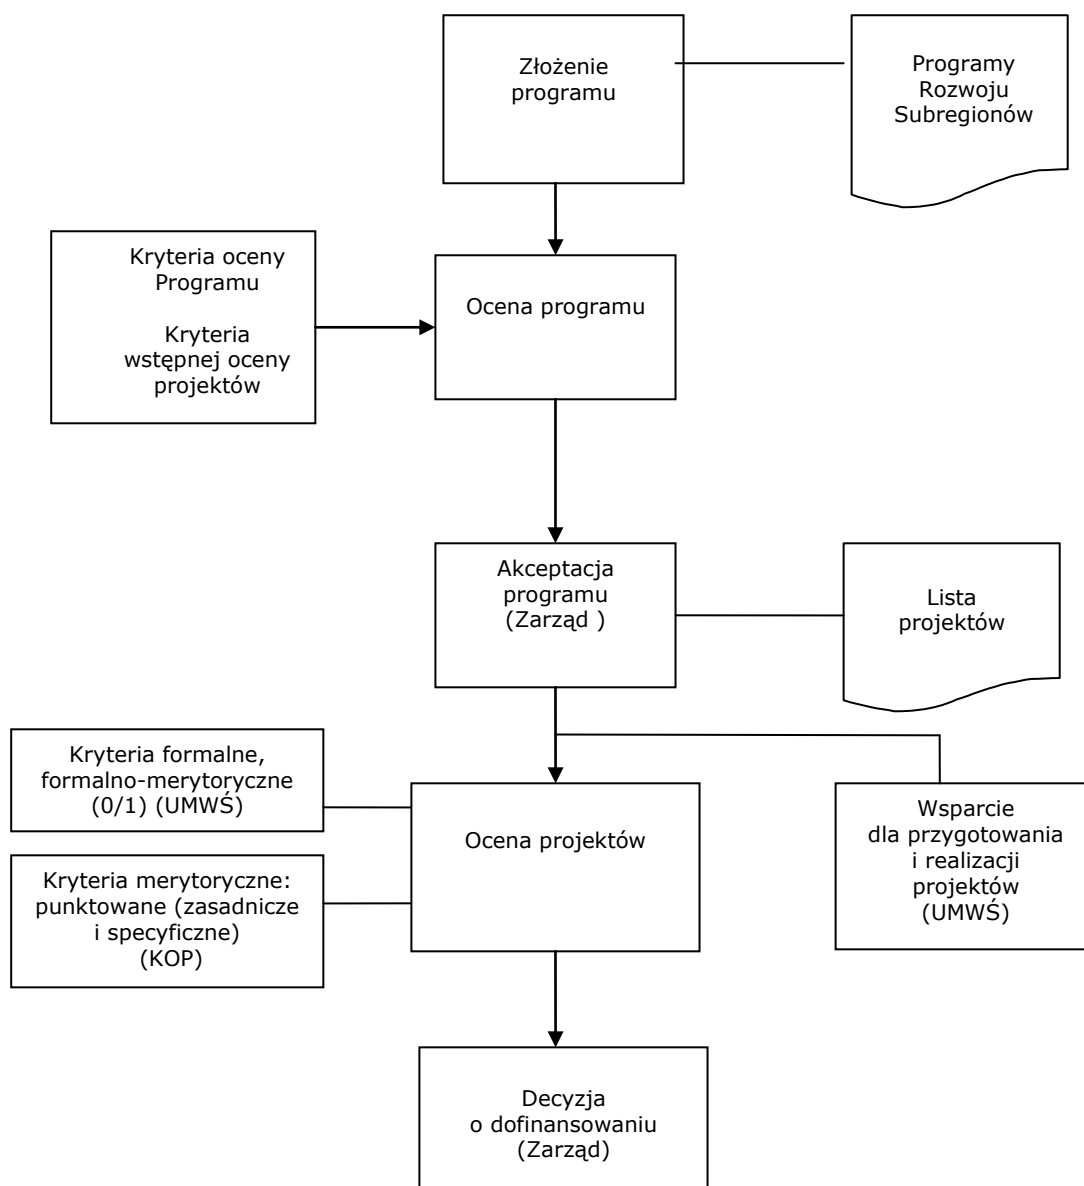 Złożenie
programu
Programy
Rozwoju
Subregionów
Kryteria oceny
Programu
Kryteria
wstępnej oceny
projektów
Ocena programu
Akceptacja
programu
(Zarząd )
Lista
projektów
Kryteria formalne,
formalno-merytoryczne
(0/1) (UMWŚ)
Kryteria merytoryczne:
punktowane (zasadnicze
i specyficzne)
(KOP)
Ocena projektów
Wsparcie
dla przygotowania
i realizacji
projektów
(UMWŚ)
Decyzja
o dofinansowaniu
(Zarząd)